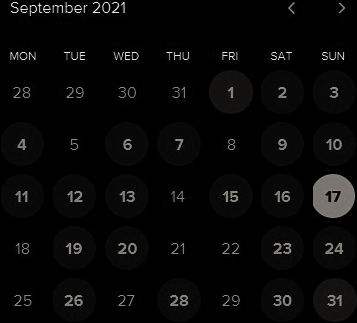 September 2021
MON TUE WED THU FRI SAT SUN
28 29 30 31 1 2 3
4 5 6 7 8 9 10
11 12 13 14 15 16 17
18 19 20 21 22 23 24
25 26 27 28 29 30 31